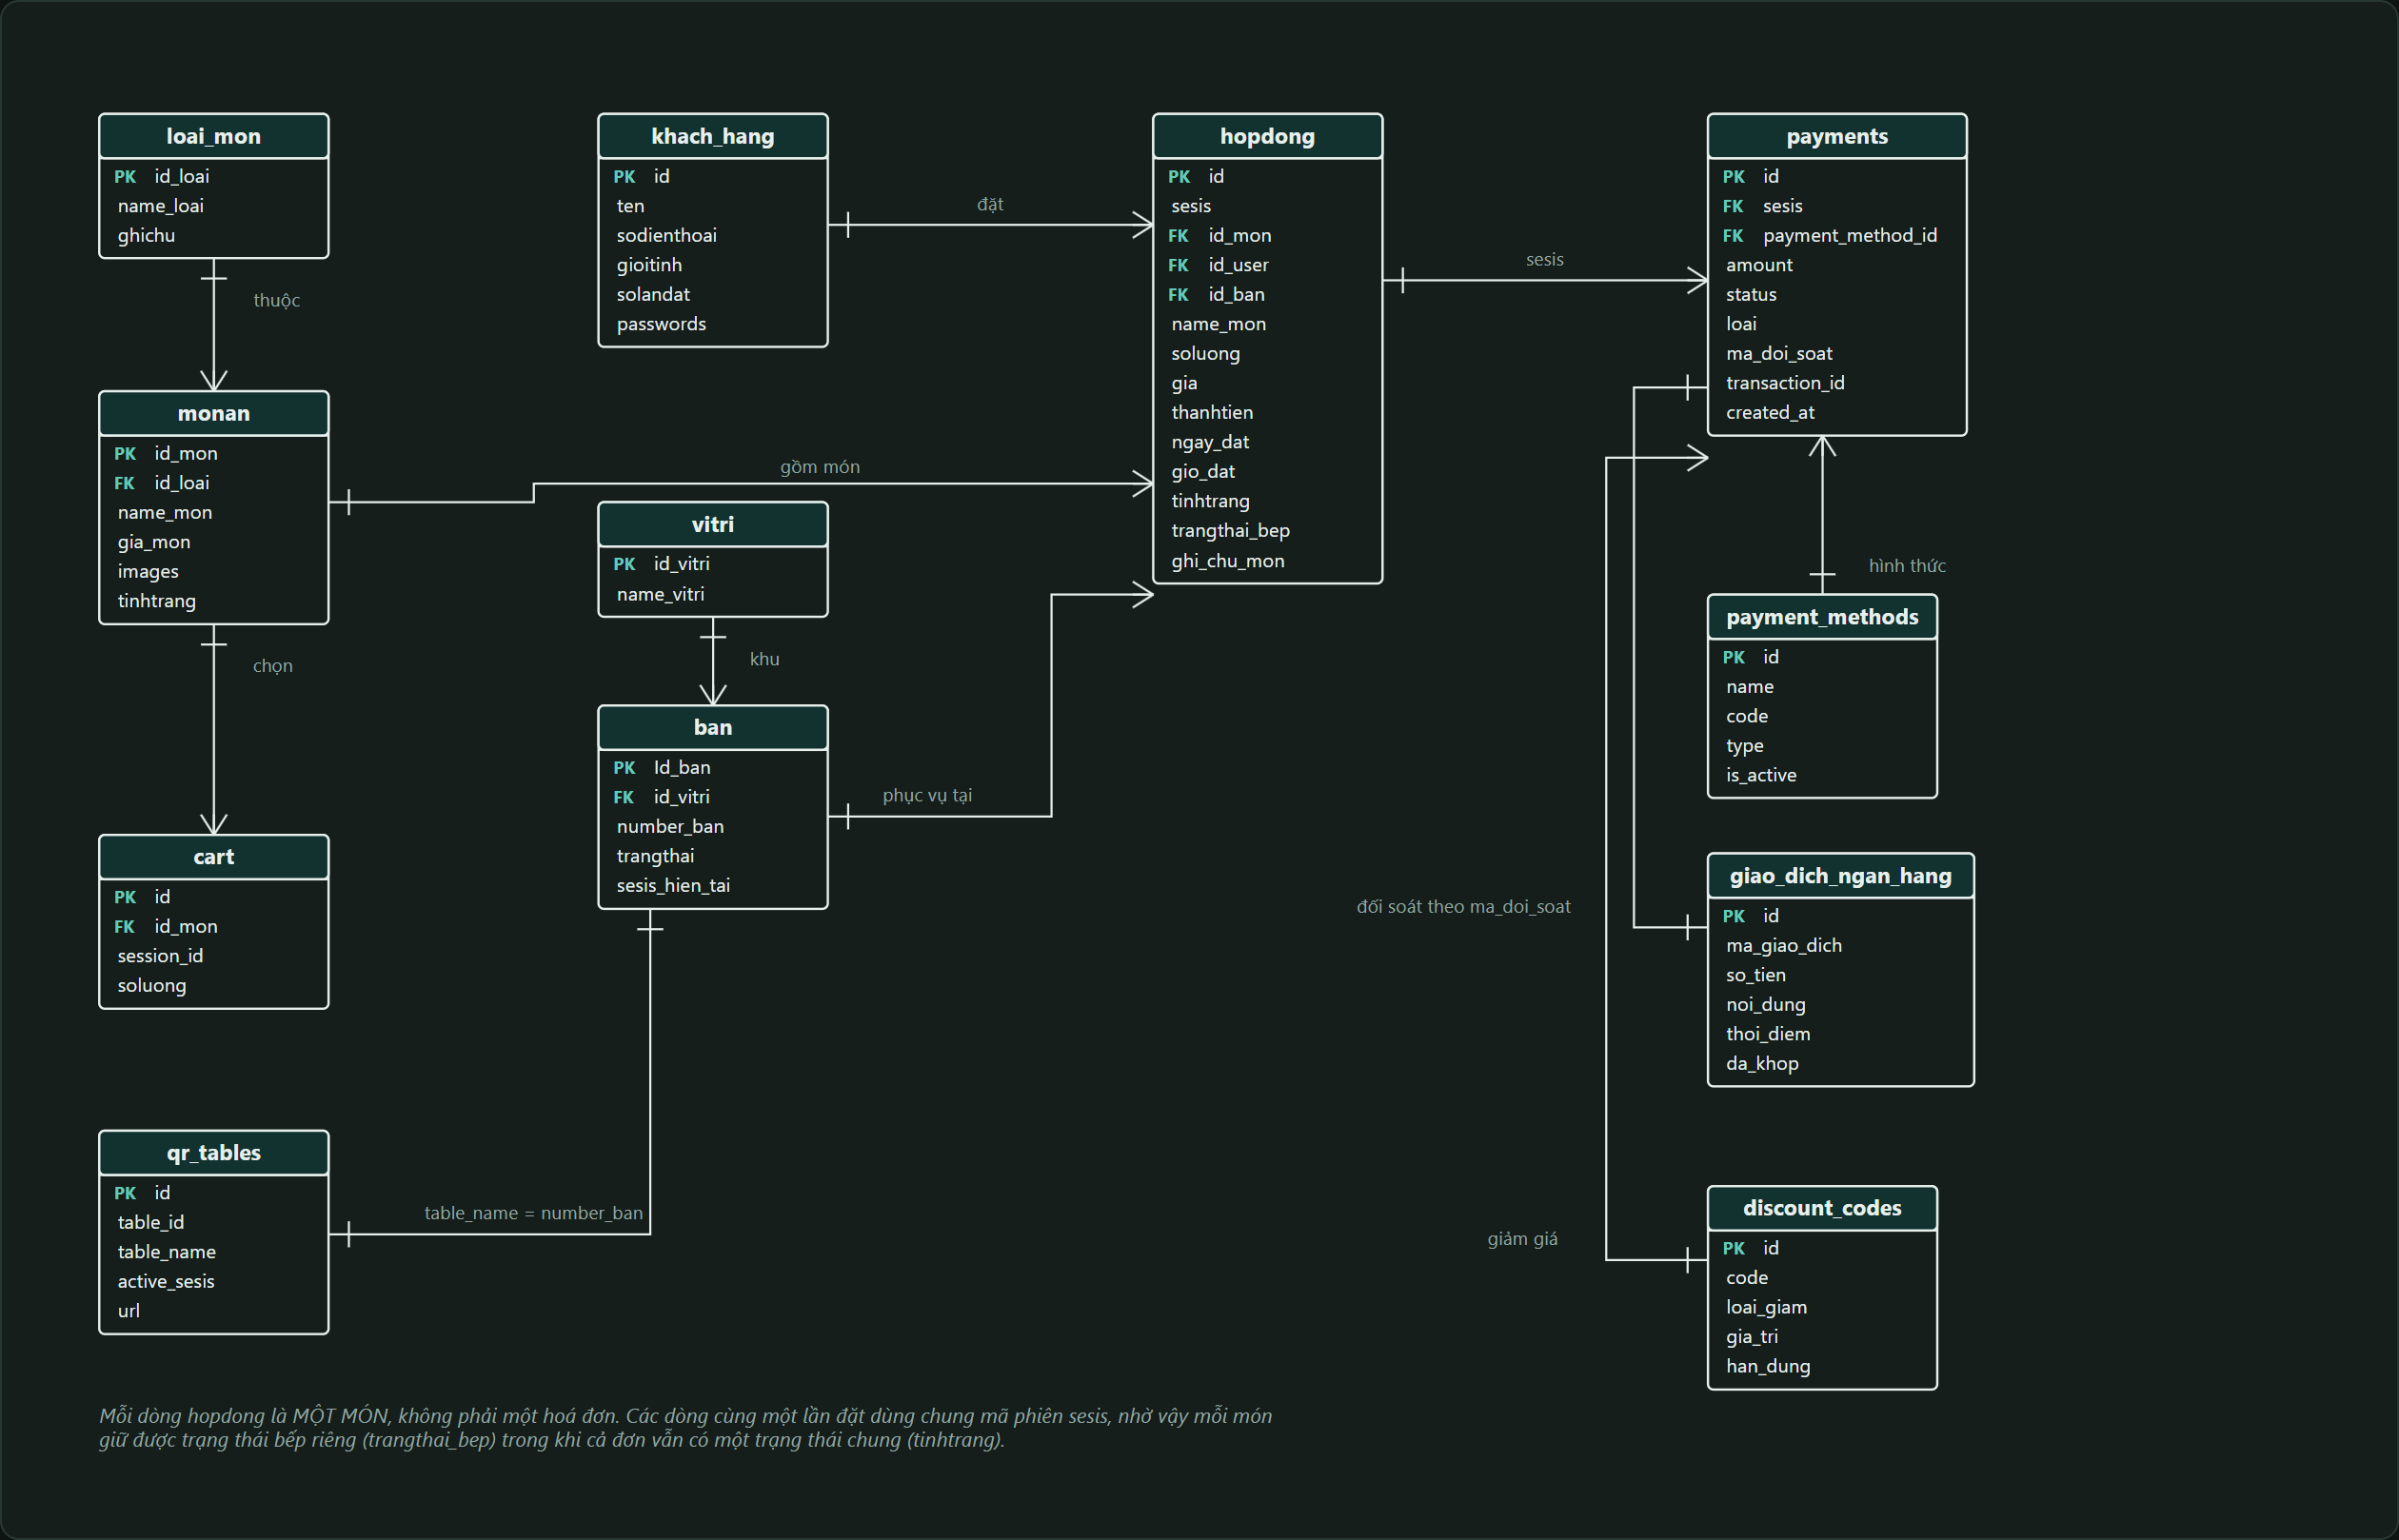 loai_mon
PK id_loai
name_loai
ghichu
thuộc
monan
PK id_mon
FK id_loai
name_mon
gia_mon
images
tinhtrang
chọn
cart
PK id
FK id_mon
session_id
soluong
qr_tables
PK id
table_id
table_name
active_sesis
url
table_name = number_ban
khach_hang
PK id
ten
sodienthoai
gioitinh
solandat
passwords
đặt
gồm món
vitri
PK id_vitri
name_vitri
khu
ban
PK Id_ban
FK id_vitri
number_ban
trangthai
sesis_hien_tai
phục vụ tại
hopdong
PK id
sesis
FK id_mon
FK id_user
FK id_ban
name_mon
soluong
gia
thanhtien
ngay_dat
gio_dat
tinhtrang
trangthai_bep
ghi_chu_mon
sesis
payments
PK id
FK sesis
FK payment_method_id
amount
status
loai
ma_doi_soat
transaction_id
created_at
hình thức
payment_methods
PK id
name
code
type
is_active
đối soát theo ma_doi_soat
giao_dich_ngan_hang
PK id
ma_giao_dich
so_tien
noi_dung
thoi_diem
da_khop
giảm giá
discount_codes
PK id
code
loai_giam
gia_tri
han_dung
Mỗi dòng hopdong là MỘT MÓN, không phải một hoá đơn. Các dòng cùng một lần đặt dùng chung mã phiên sesis, nhờ vậy mỗi món
giữ được trạng thái bếp riêng (trangthai_bep) trong khi cả đơn vẫn có một trạng thái chung (tinhtrang).